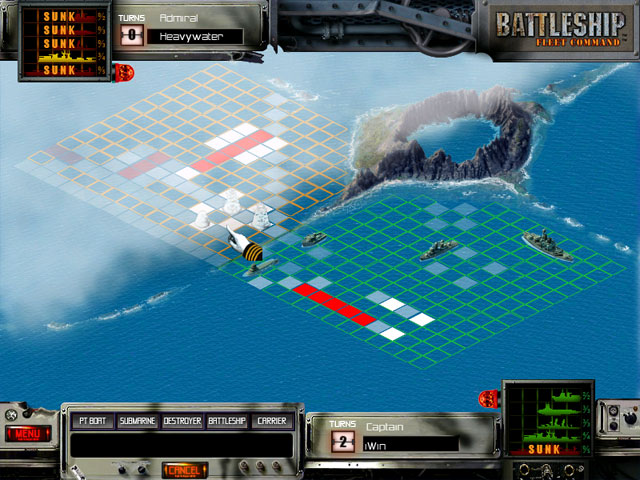 SUNK
SUNK
SUNK
SUNK
TURNS Admiral
0 Heavywater
BATTLESHIP
FLEET COMMAND
MENU
PT BOAT SUBMARINE DESTROYER BATTLESHIP CARRIER
CANCEL
TURNS Captain
2 iWin
SUNK